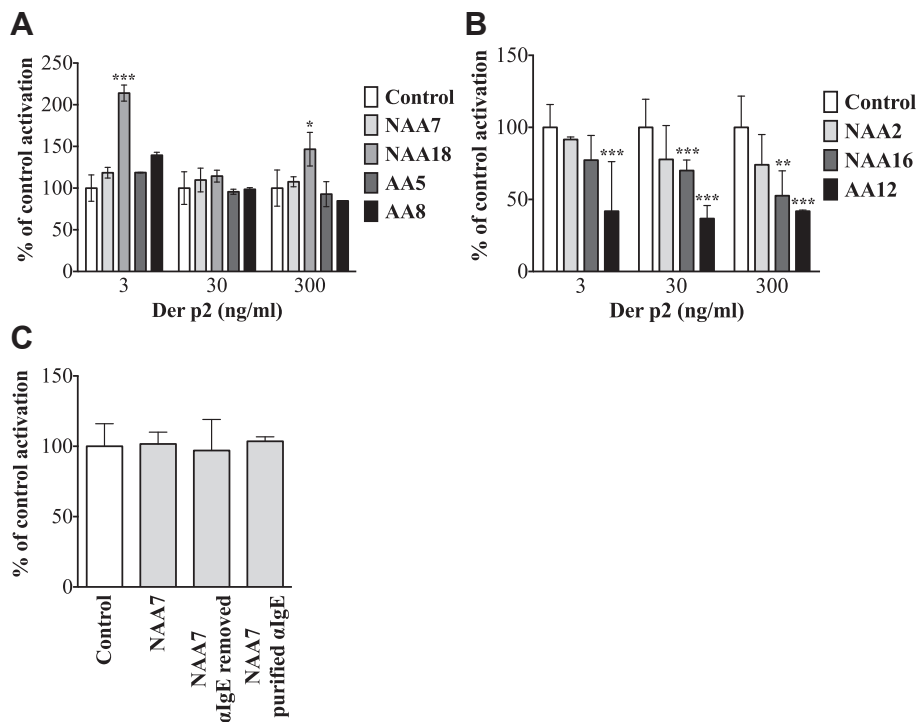 A
% of control activation
250
200
150
100
50
0
***
*
3
30
300
Der p2 (ng/ml)
Control
NAA7
NAA18
AA5
AA8
B
% of control activation
150
100
50
0
***
***
***
**
***
3
30
300
Der p2 (ng/ml)
Control
NAA2
NAA16
AA12
C
% of control activation
150
100
50
0
Control
NAA7
NAA7
αIgE removed
NAA7
purified αIgE